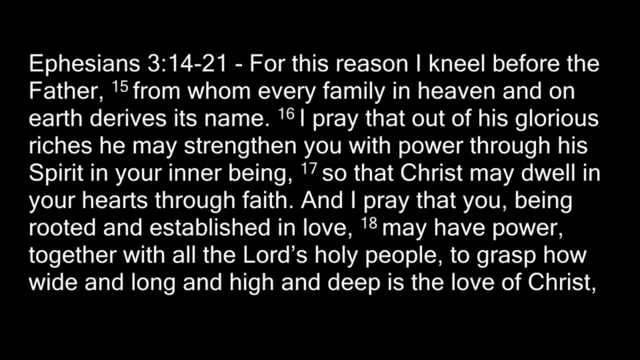 Ephesians 3:14-21 - For this reason I kneel before the
Father, 15 from whom every family in heaven and on
earth derives its name. 16 I pray that out of his glorious
riches he may strengthen you with power through his
Spirit in your inner being, 17 so that Christ may dwell in
your hearts through faith. And I pray that you, being
rooted and established in love, 18 may have power,
together with all the Lord's holy people, to grasp how
wide and long and high and deep is the love of Christ,